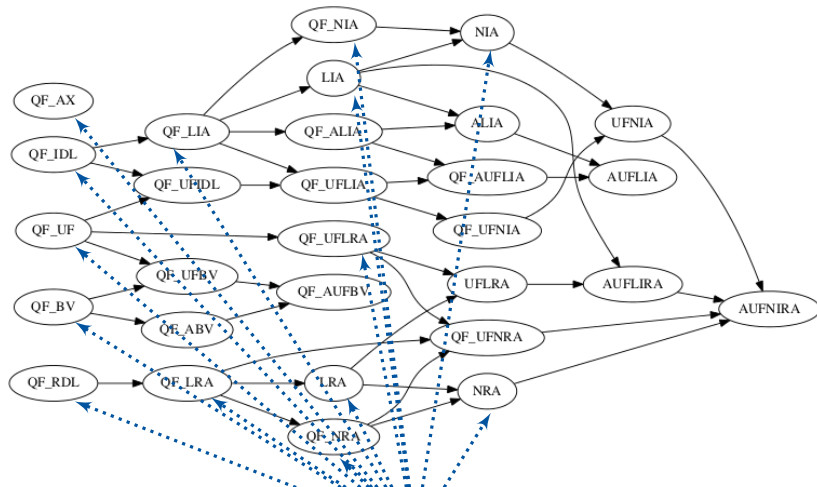 QF_NIA
NIA
LIA
QF_AX
QF_LIA
QF_ALIA
ALIA
UFNIA
QF_IDL
QF_UFIDL
QF_UFLIA
QF_AUFLIA
AUFLIA
QF_UF
QF_UFLRA
QF_UFNIA
QF_UFBV
QF_AUFBV
UFLRA
AUFLIRA
QF_BV
QF_ABV
QF_UFNRA
AUFNIRA
QF_RDL
QF_LRA
LRA
NRA
QF_NRA